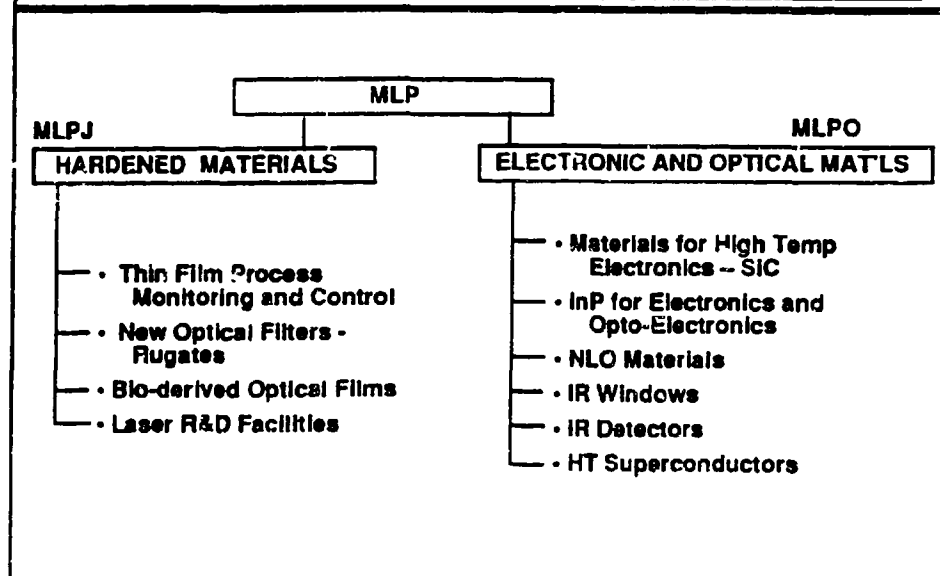 MLP
MLPJ
HARDENED MATERIALS
• Thin Film Process
Monitoring and Control
• New Optical Filters -
Rugates
• Bio-derived Optical Films
• Laser R&D Facilities
MLPO
ELECTRONIC AND OPTICAL MAT'LS
• Materials for High Temp
Electronics – SiC
• InP for Electronics and
Opto-Electronics
• NLO Materials
• IR Windows
• IR Detectors
• HT Superconductors